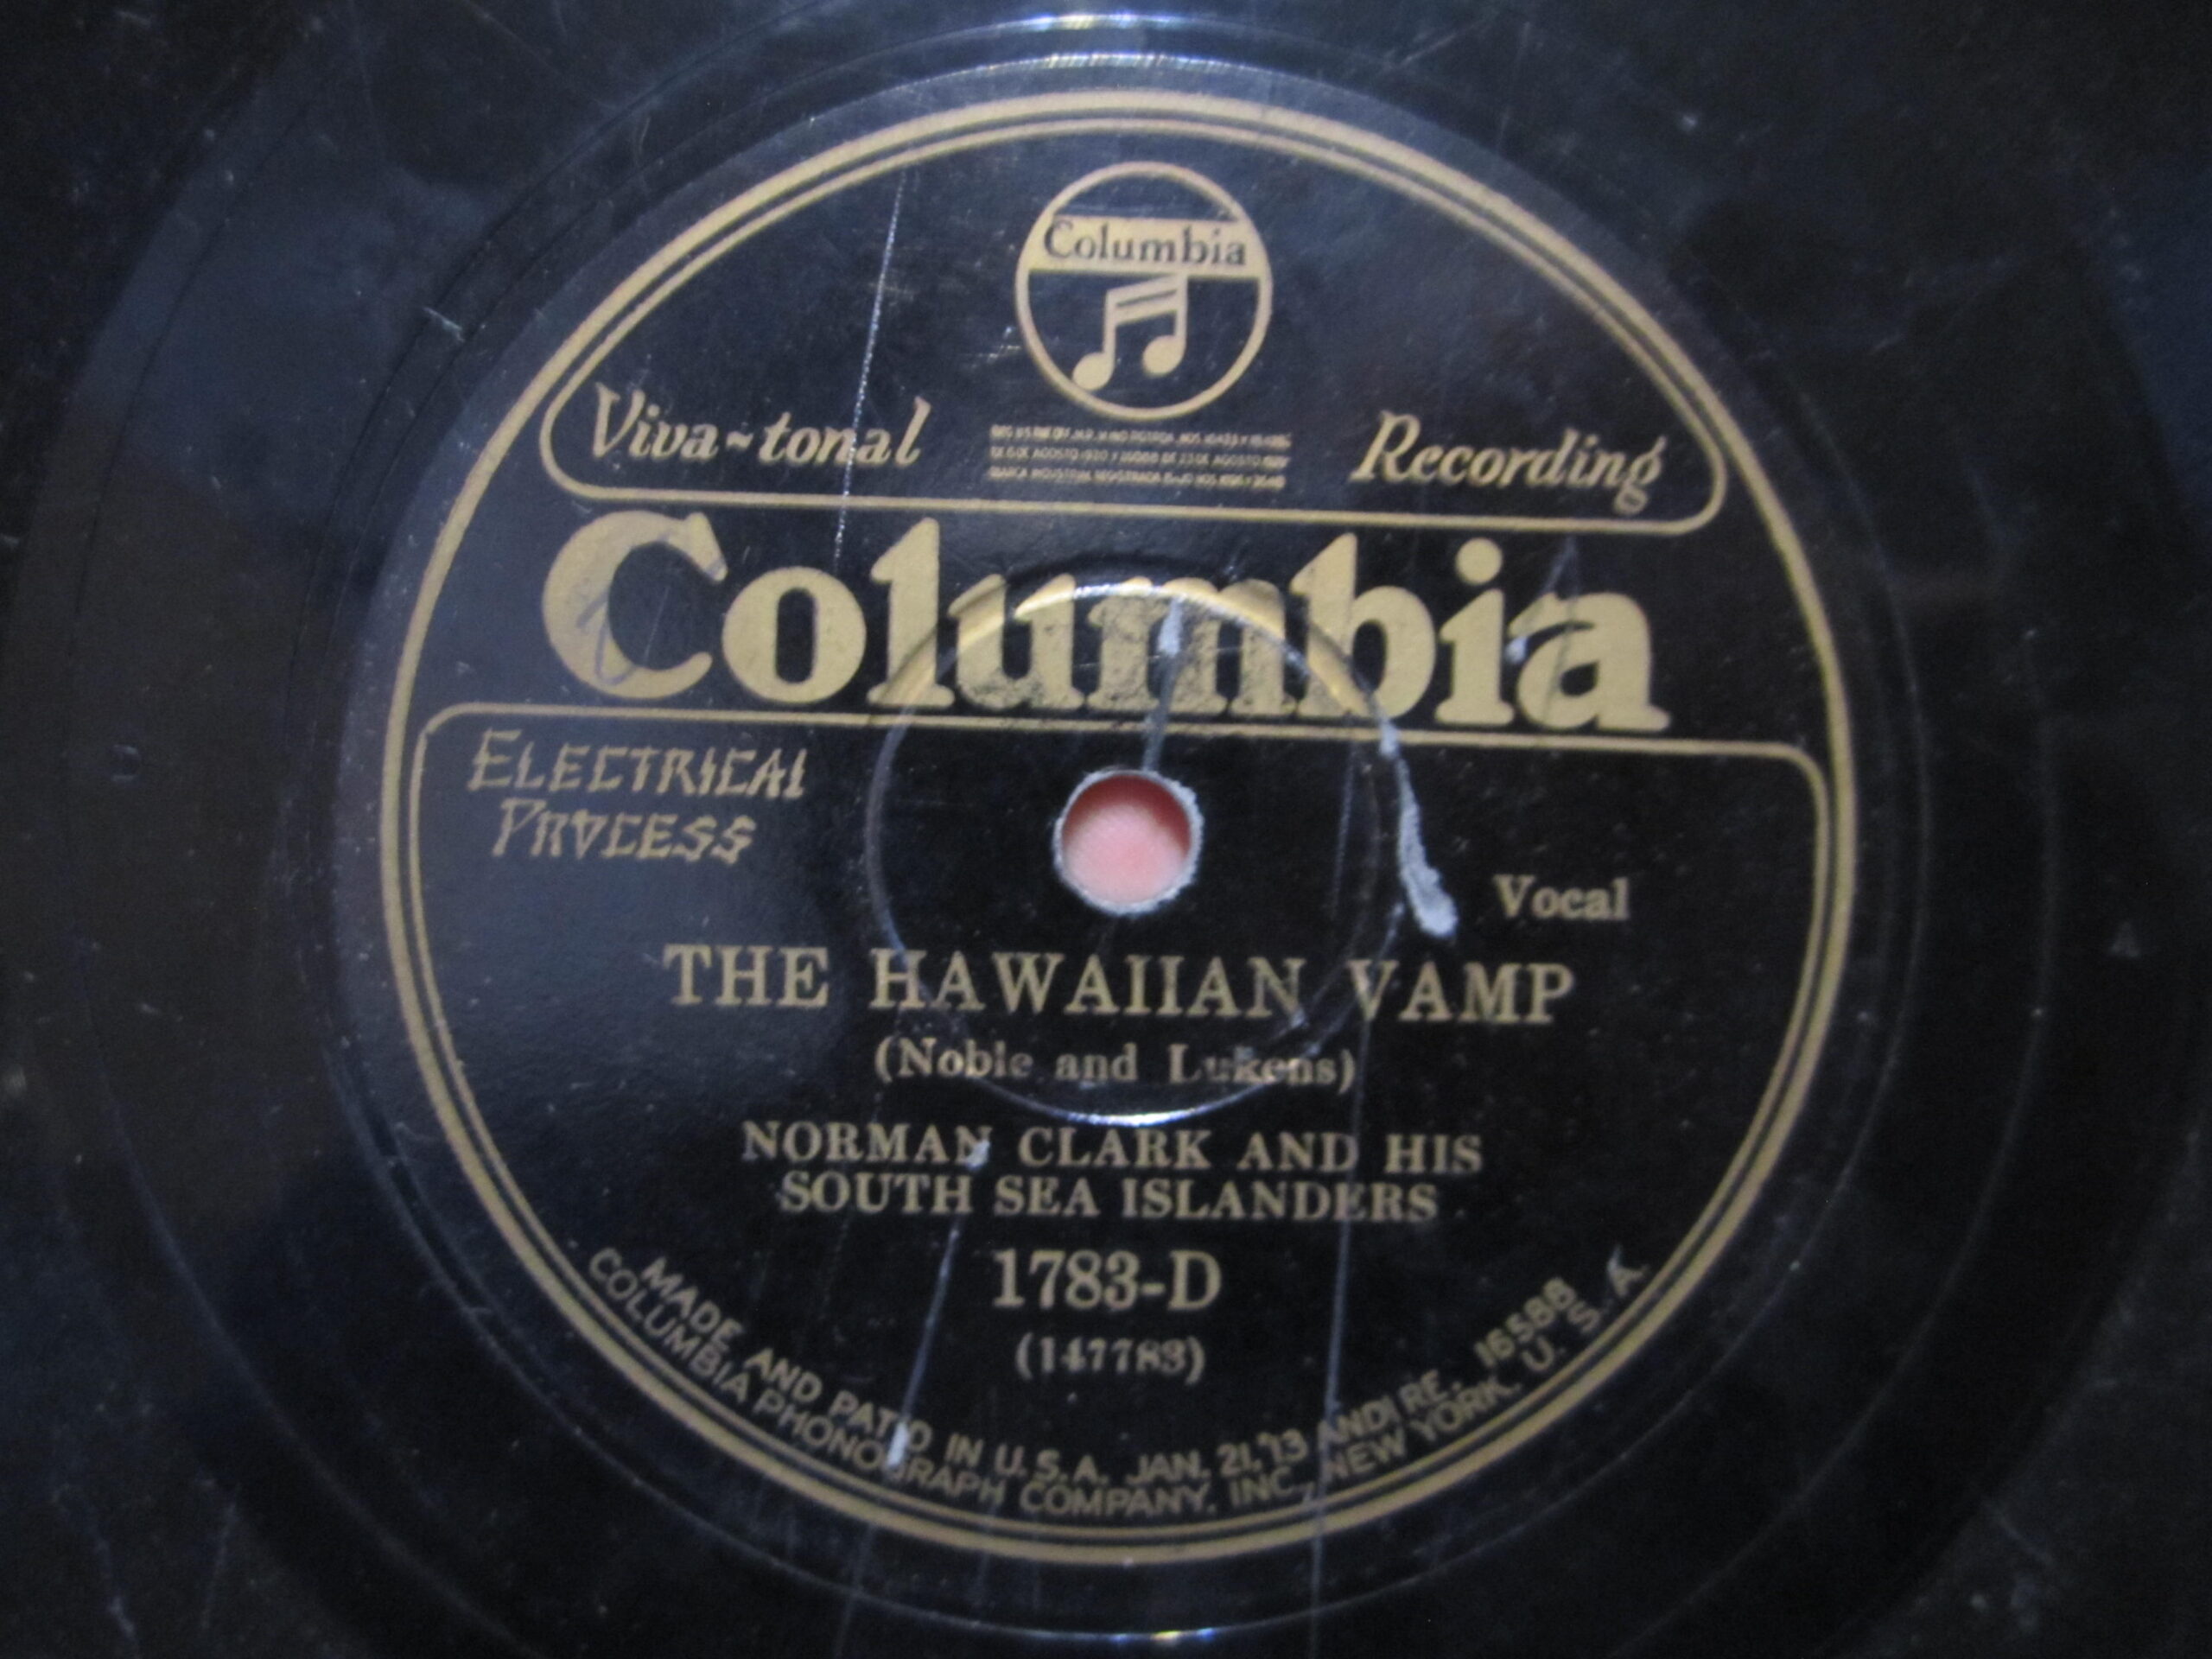 Columbia
Viva-tonal Recording
Columbia
ELECTRICAL
PROCESS
Vocal
THE HAWAIIAN VAMP
(Noble and Lukens)
NORMAN CLARK AND HIS
SOUTH SEA ISLANDERS
1783-D
(147783)
MADE AND PAT'D IN U.S.A. JAN. 21, '13 AND RE. 16588
COLUMBIA PHONOGRAPH COMPANY, INC., NEW YORK, U. S. A.